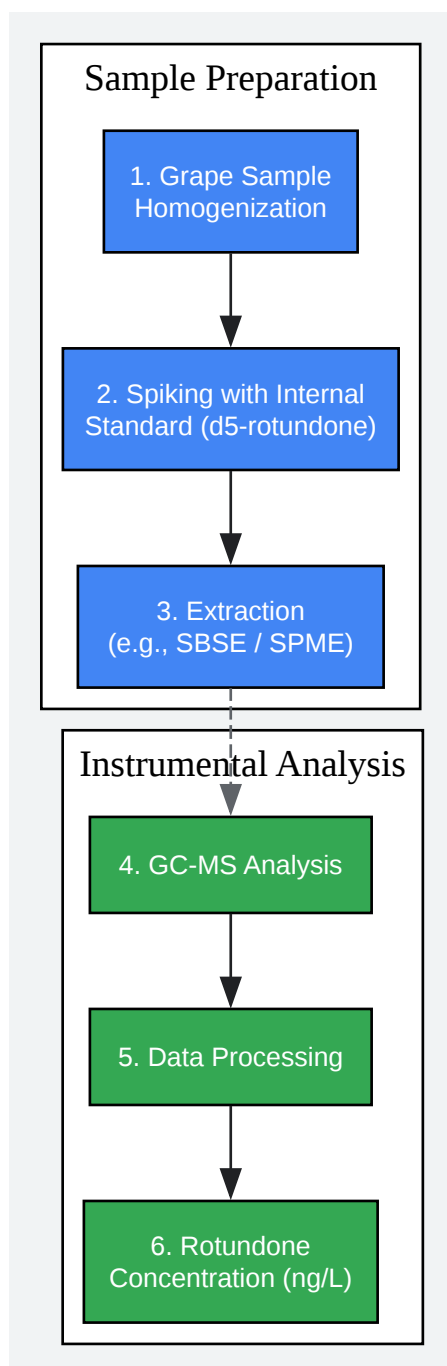 Sample Preparation
1. Grape Sample
Homogenization
2. Spiking with Internal
Standard (d5-rotundone)
3. Extraction
(e.g., SBSE / SPME)
Instrumental Analysis
4. GC-MS Analysis
5. Data Processing
6. Rotundone
Concentration (ng/L)